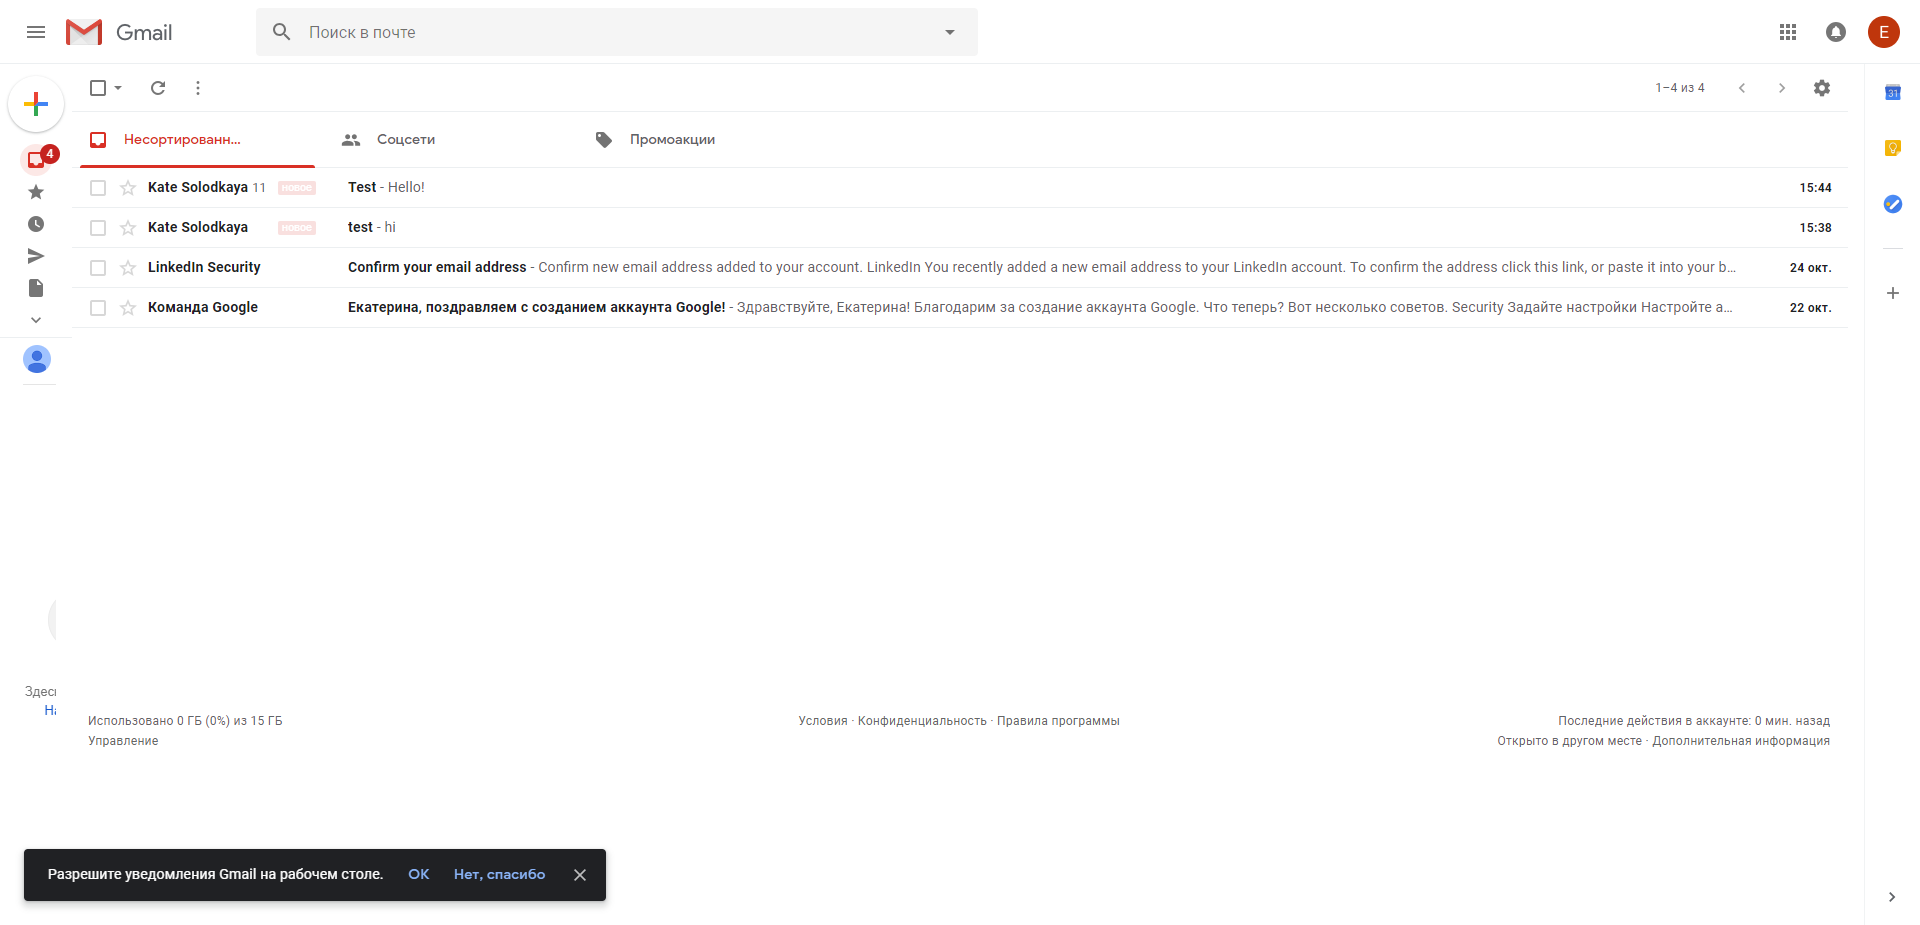 Gmail
Поиск в почте
E
1–4 из 4
31
4
Несортированн...
Соцсети
Промоакции
Kate Solodkaya 11 НОВОЕ Test - Hello! 15:44
Kate Solodkaya НОВОЕ test - hi 15:38
LinkedIn Security Confirm your email address - Confirm new email address added to your account. LinkedIn You recently added a new email address to your LinkedIn account. To confirm the address click this link, or paste it into your b... 24 окт.
Команда Google Екатерина, поздравляем с созданием аккаунта Google! - Здравствуйте, Екатерина! Благодарим за создание аккаунта Google. Что теперь? Вот несколько советов. Security Задайте настройки Настройте а... 22 окт.
Использовано 0 ГБ (0%) из 15 ГБ
Управление
Условия · Конфиденциальность · Правила программы
Последние действия в аккаунте: 0 мин. назад
Открыто в другом месте · Дополнительная информация
Разрешите уведомления Gmail на рабочем столе. ОК Нет, спасибо